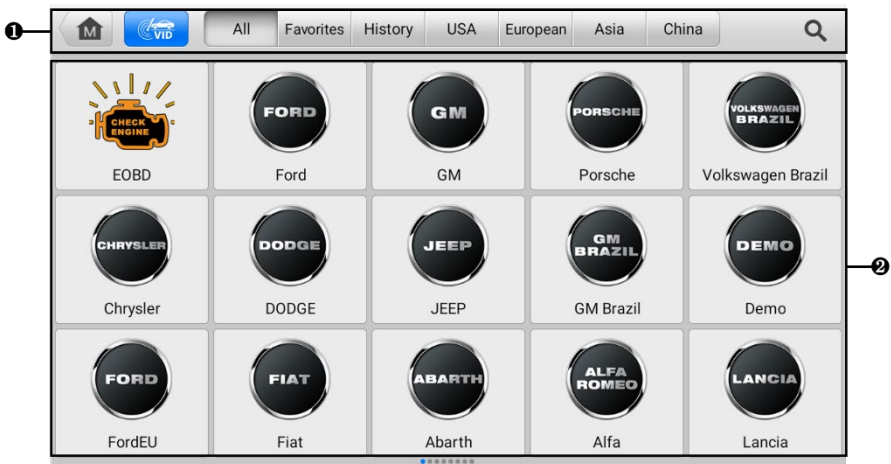 ❶
M
VID
All Favorites History USA European Asia China
CHECK
ENGINE
EOBD
FORD
Ford
GM
GM
PORSCHE
Porsche
VOLKSWAGEN
BRAZIL
Volkswagen Brazil
CHRYSLER
Chrysler
DODGE
DODGE
JEEP
JEEP
GM
BRAZIL
GM Brazil
DEMO
Demo
❷
FORD
FordEU
FIAT
Fiat
ABARTH
Abarth
ALFA
ROMEO
Alfa
LANCIA
Lancia